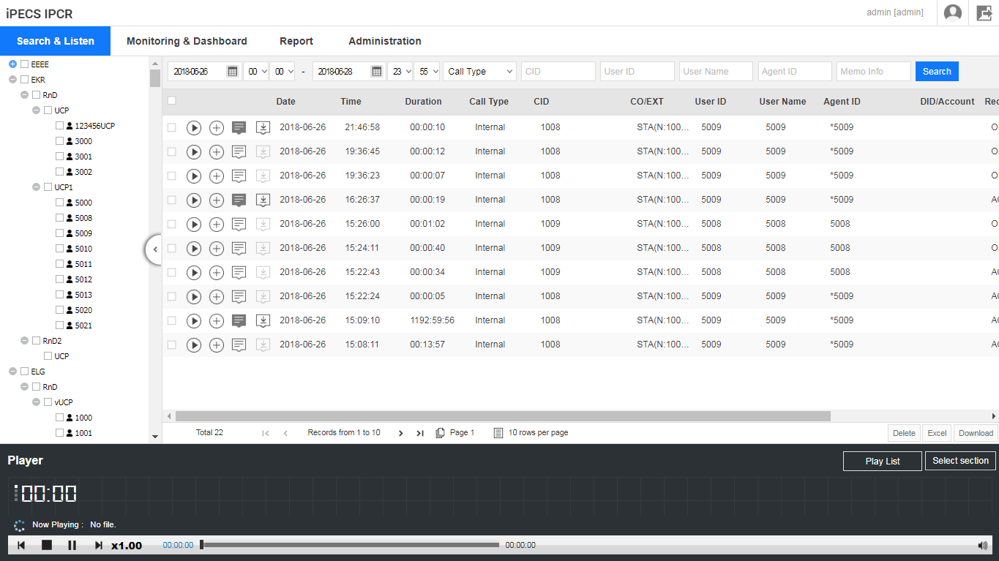 iPECS IPCR
admin [admin]
Search & Listen Monitoring & Dashboard Report Administration
EEEE
EKR
RnD
UCP
123456UCP
3000
3001
3002
UCP1
5000
5008
5009
5010
5011
5012
5013
5020
5021
RnD2
UCP
ELG
RnD
vUCP
1000
1001
2018-06-26 00 00 - 2018-06-28 23 55 Call Type CID User ID User Name Agent ID Memo Info Search
Date Time Duration Call Type CID CO/EXT User ID User Name Agent ID DID/Account Rec
2018-06-26 21:46:58 00:00:10 Internal 1008 STA(N:100... 5009 5009 *5009 O
2018-06-26 19:36:45 00:00:12 Internal 1008 STA(N:100... 5009 5009 *5009 O
2018-06-26 19:36:23 00:00:07 Internal 1008 STA(N:100... 5009 5009 *5009 O
2018-06-26 16:26:37 00:00:19 Internal 1008 STA(N:100... 5009 5009 *5009 AC
2018-06-26 15:26:00 00:01:02 Internal 1009 STA(N:100... 5008 5008 5008 O
2018-06-26 15:24:11 00:00:40 Internal 1009 STA(N:100... 5008 5008 5008 O
2018-06-26 15:22:43 00:00:34 Internal 1009 STA(N:100... 5008 5008 5008 AC
2018-06-26 15:22:24 00:00:05 Internal 1008 STA(N:100... 5009 5009 *5009 AC
2018-06-26 15:09:10 1192:59:56 Internal 1008 STA(N:100... 5009 5009 *5009 AC
2018-06-26 15:08:11 00:13:57 Internal 1008 STA(N:100... 5009 5009 *5009 AC
Total 22 Records from 1 to 10 Page 1 10 rows per page Delete Excel Download
Player Play List Select section
00:00
Now Playing : No file.
x1.00 00:00:00 00:00:00